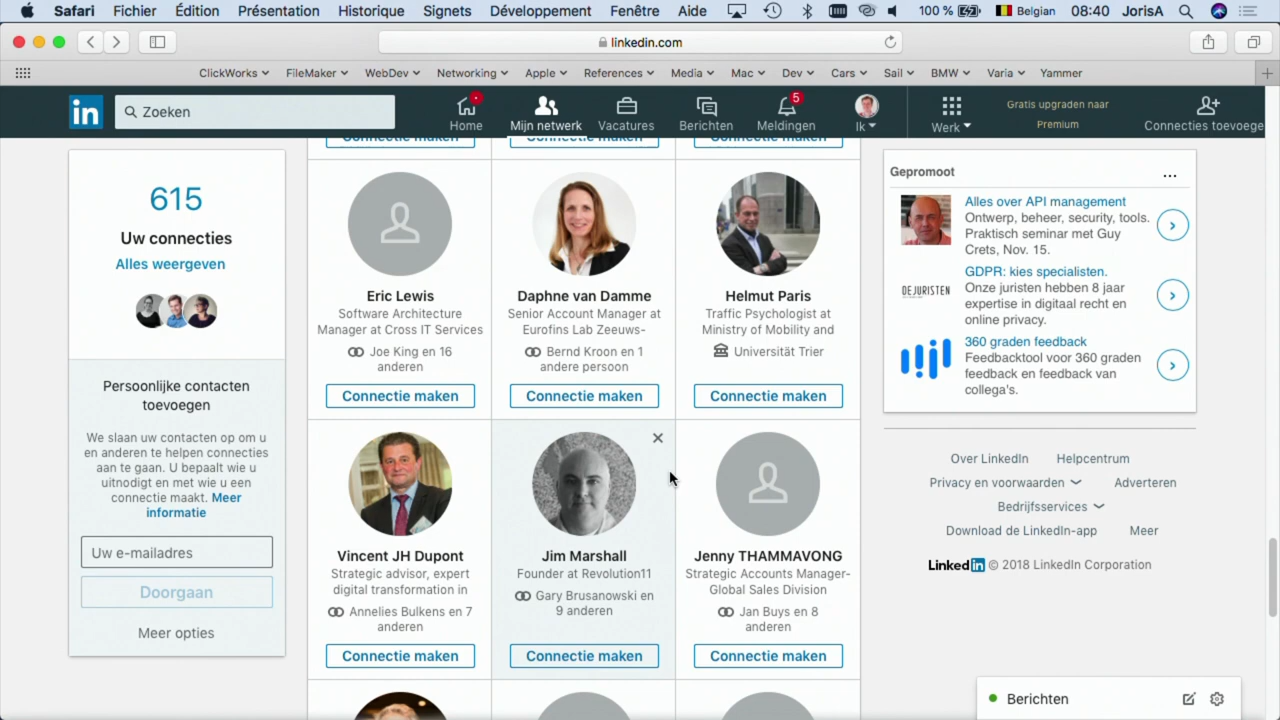 Safari Fichier Édition Présentation Historique Signets Développement Fenêtre Aide 100 % Belgian 08:40 JorisA
linkedin.com
ClickWorks FileMaker WebDev Networking Apple References Media Mac Dev Cars Sail BMW Varia Yammer
in Zoeken Home Mijn netwerk Vacatures Berichten 5 Meldingen Ik Werk Gratis upgraden naar Premium Connecties toevoege
615
Uw connecties
Alles weergeven
Persoonlijke contacten
toevoegen
We slaan uw contacten op om u
en anderen te helpen connecties
aan te gaan. U bepaalt wie u
uitnodigt en met wie u een
connectie maakt. Meer
informatie
Uw e-mailadres
Doorgaan
Meer opties
Connectie maken Connectie maken Connectie maken
Eric Lewis
Software Architecture
Manager at Cross IT Services
Joe King en 16
anderen
Connectie maken
Daphne van Damme
Senior Account Manager at
Eurofins Lab Zeeuws-
Bernd Kroon en 1
andere persoon
Connectie maken
Helmut Paris
Traffic Psychologist at
Ministry of Mobility and
Universität Trier
Connectie maken
Vincent JH Dupont
Strategic advisor, expert
digital transformation in
Annelies Bulkens en 7
anderen
Connectie maken
Jim Marshall
Founder at Revolution11
Gary Brusanowski en
9 anderen
Connectie maken
Jenny THAMMAVONG
Strategic Accounts Manager-
Global Sales Division
Jan Buys en 8
anderen
Connectie maken
Gepromoot ...
Alles over API management
Ontwerp, beheer, security, tools.
Praktisch seminar met Guy
Crets, Nov. 15.
DEJURISTEN
GDPR: kies specialisten.
Onze juristen hebben 8 jaar
expertise in digitaal recht en
online privacy.
360 graden feedback
Feedbacktool voor 360 graden
feedback en feedback van
collega's.
Over LinkedIn Helpcentrum
Privacy en voorwaarden Adverteren
Bedrijfsservices
Download de LinkedIn-app Meer
Linked in © 2018 LinkedIn Corporation
Berichten